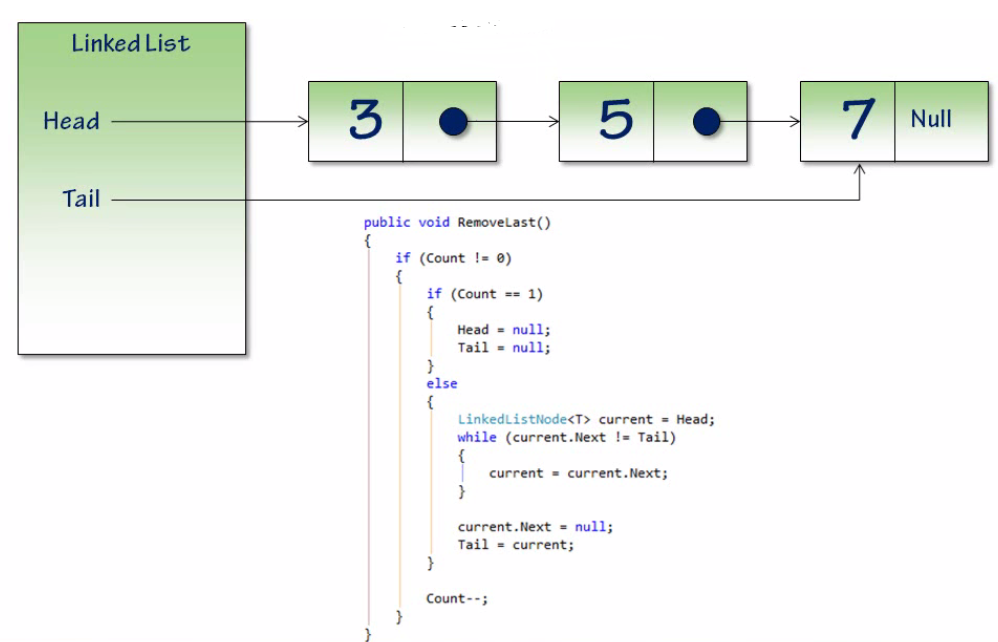 Linked List
Head
3
5
7
Null
Tail
public void RemoveLast()
{
if (Count != 0)
{
if (Count == 1)
{
Head = null;
Tail = null;
}
else
{
LinkedListNode<T> current = Head;
while (current.Next != Tail)
{
current = current.Next;
}
current.Next = null;
Tail = current;
}
Count--;
}
}